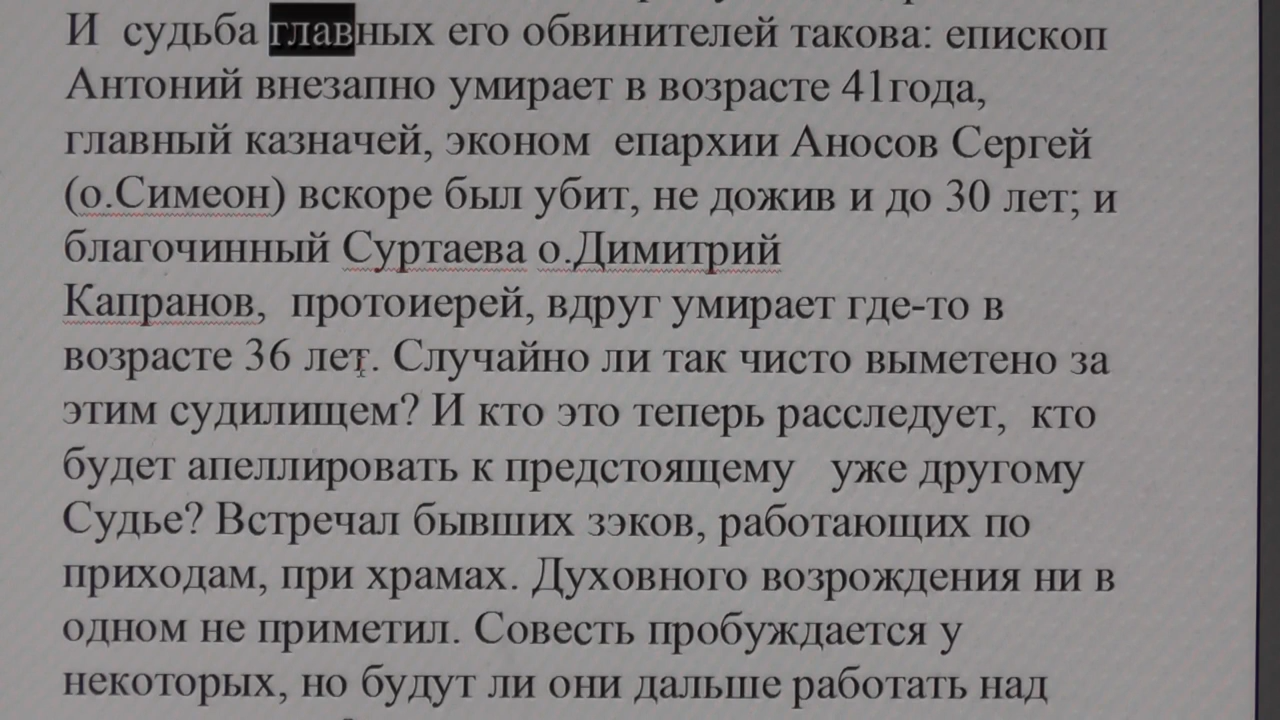 И судьба главных его обвинителей такова: епископ
Антоний внезапно умирает в возрасте 41года,
главный казначей, эконом епархии Аносов Сергей
(о.Симеон) вскоре был убит, не дожив и до 30 лет; и
благочинный Суртаева о.Димитрий
Капранов, протоиерей, вдруг умирает где-то в
возрасте 36 лет. Случайно ли так чисто выметено за
этим судилищем? И кто это теперь расследует, кто
будет апеллировать к предстоящему уже другому
Судье? Встречал бывших зэков, работающих по
приходам, при храмах. Духовного возрождения ни в
одном не приметил. Совесть пробуждается у
некоторых, но будут ли они дальше работать над